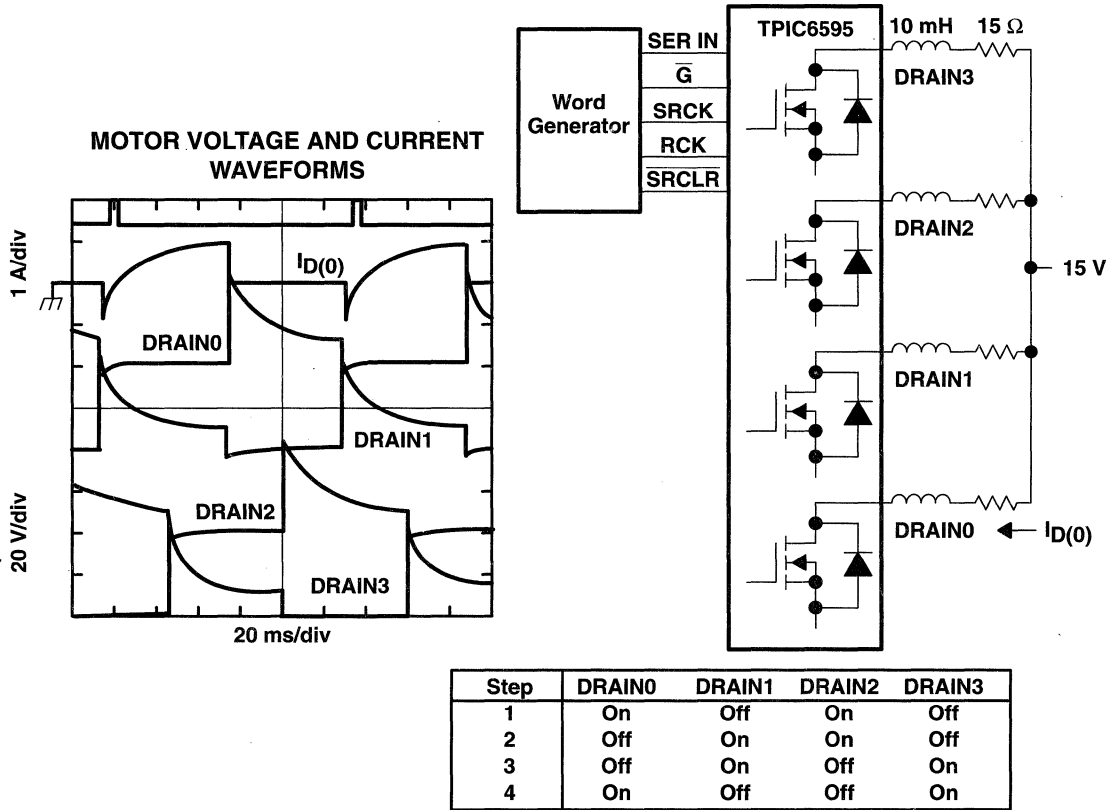 MOTOR VOLTAGE AND CURRENT
WAVEFORMS
1 A/div
20 V/div
I_D(0)
DRAIN0
DRAIN1
DRAIN2
DRAIN3
20 ms/div
Word
Generator
SER IN
G̅
SRCK
RCK
S̅R̅C̅L̅R̅
TPIC6595
10 mH 15 Ω
DRAIN3
DRAIN2
15 V
DRAIN1
DRAIN0
I_D(0)
Step DRAIN0 DRAIN1 DRAIN2 DRAIN3
1 On Off On Off
2 Off On On Off
3 Off On Off On
4 On Off Off On